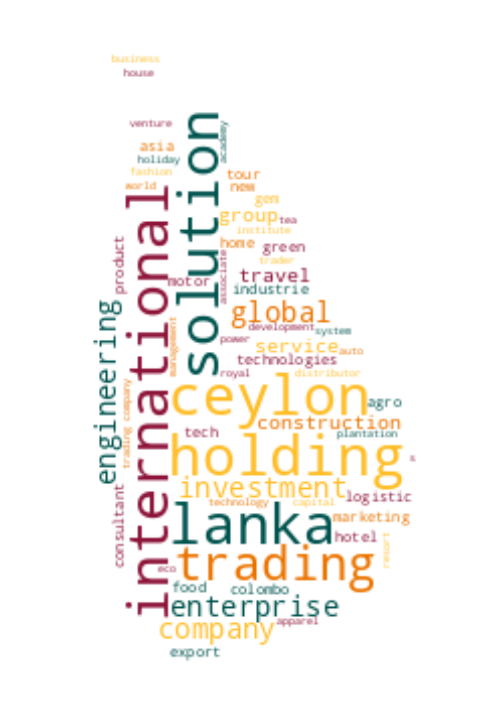 business
house
venture
solution
academy
asia
holiday
fashion
world
international
tour
new
gem
group
tea
institute
home
green
trader
product
associate
motor
travel
industrie
engineering
global
management
development
system
power
service
auto
technologies
royal
distributor
trading company
ceylon
agro
construction
tech
plantation
holding
s
investment
consultant
logistic
technology
capital
lanka
marketing
hotel
resort
trading
eco
food
colombo
enterprise
company
apparel
export